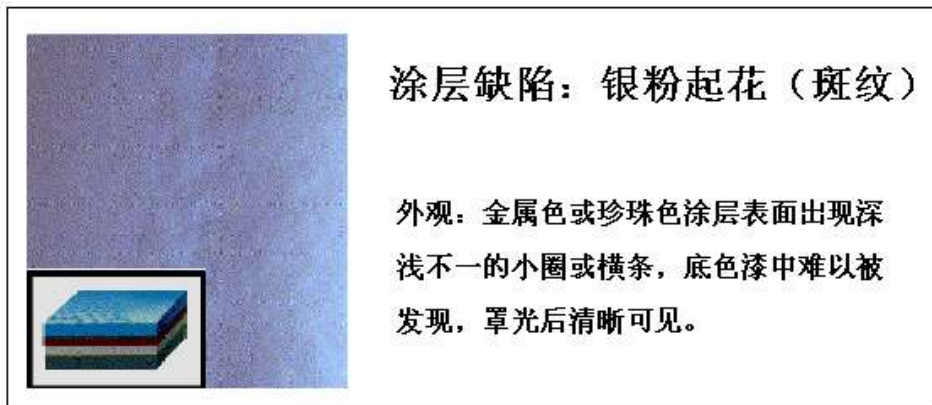 涂层缺陷：银粉起花（斑纹）
外观：金属色或珍珠色涂层表面出现深
浅不一的小圈或横条，底色漆中难以被
发现，罩光后清晰可见。